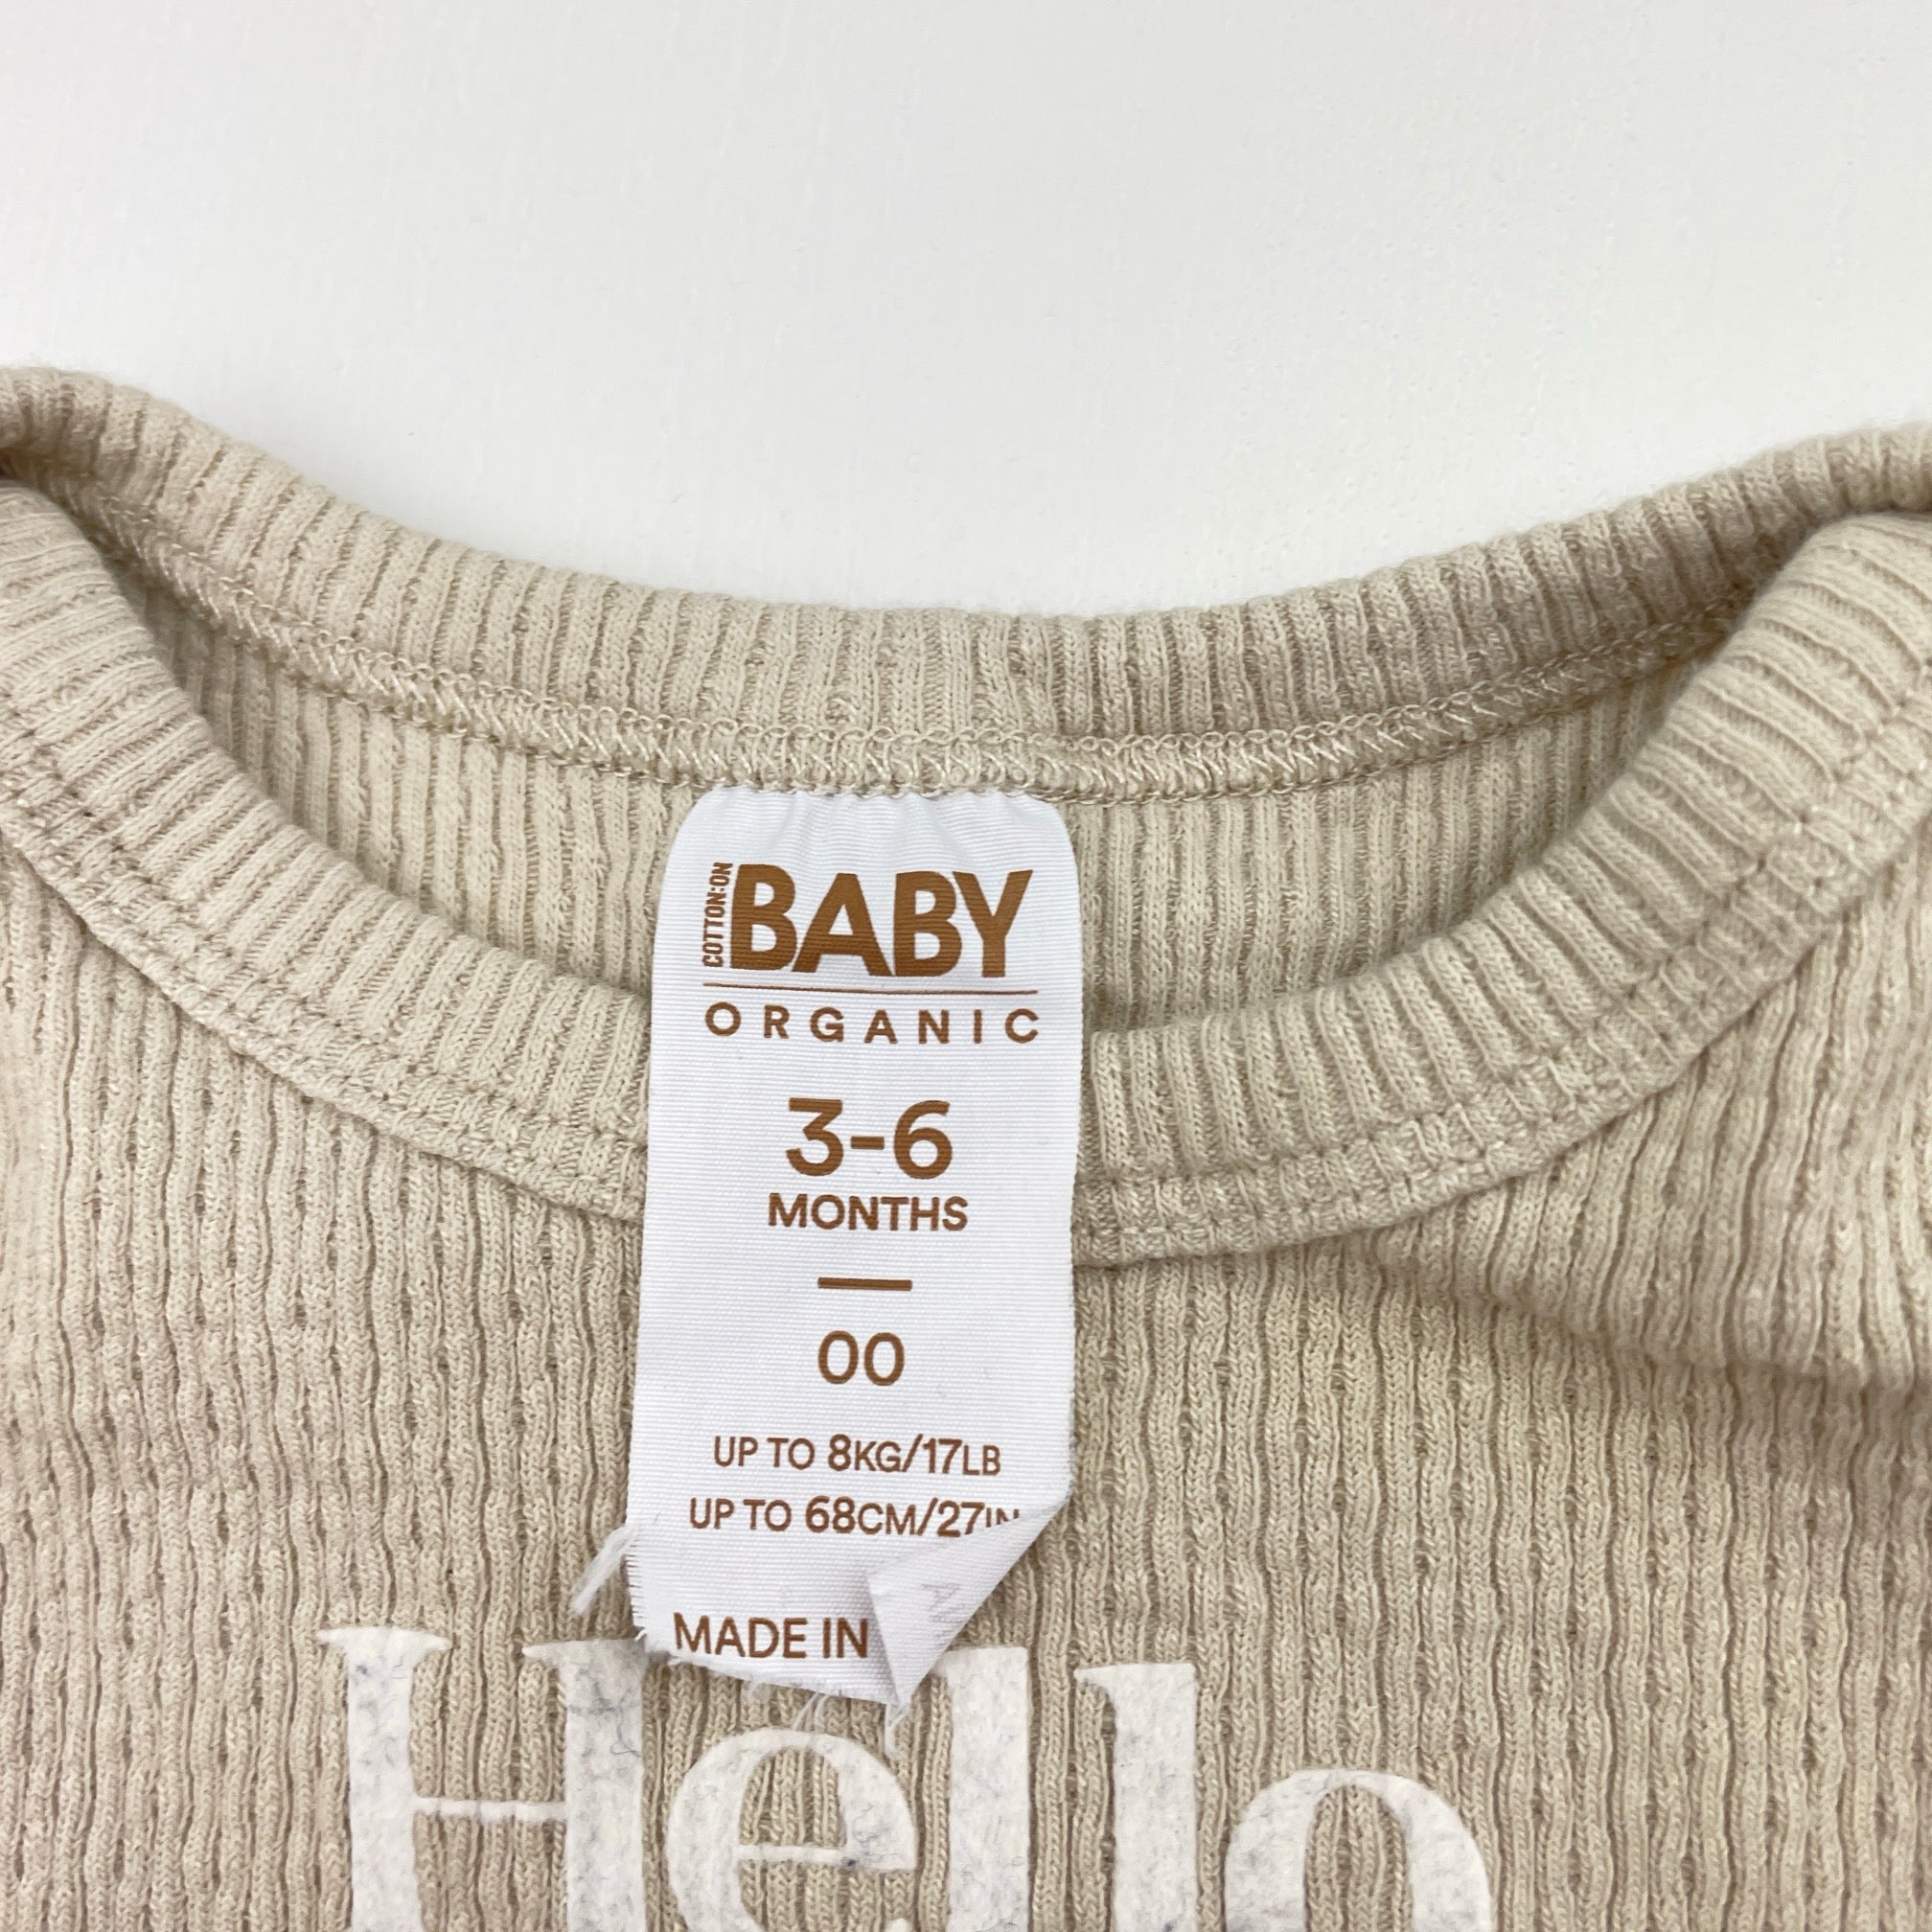 COTTON:ON
BABY
ORGANIC
3-6
MONTHS
—
00
UP TO 8KG/17LB
UP TO 68CM/27IN
MADE IN
Hello